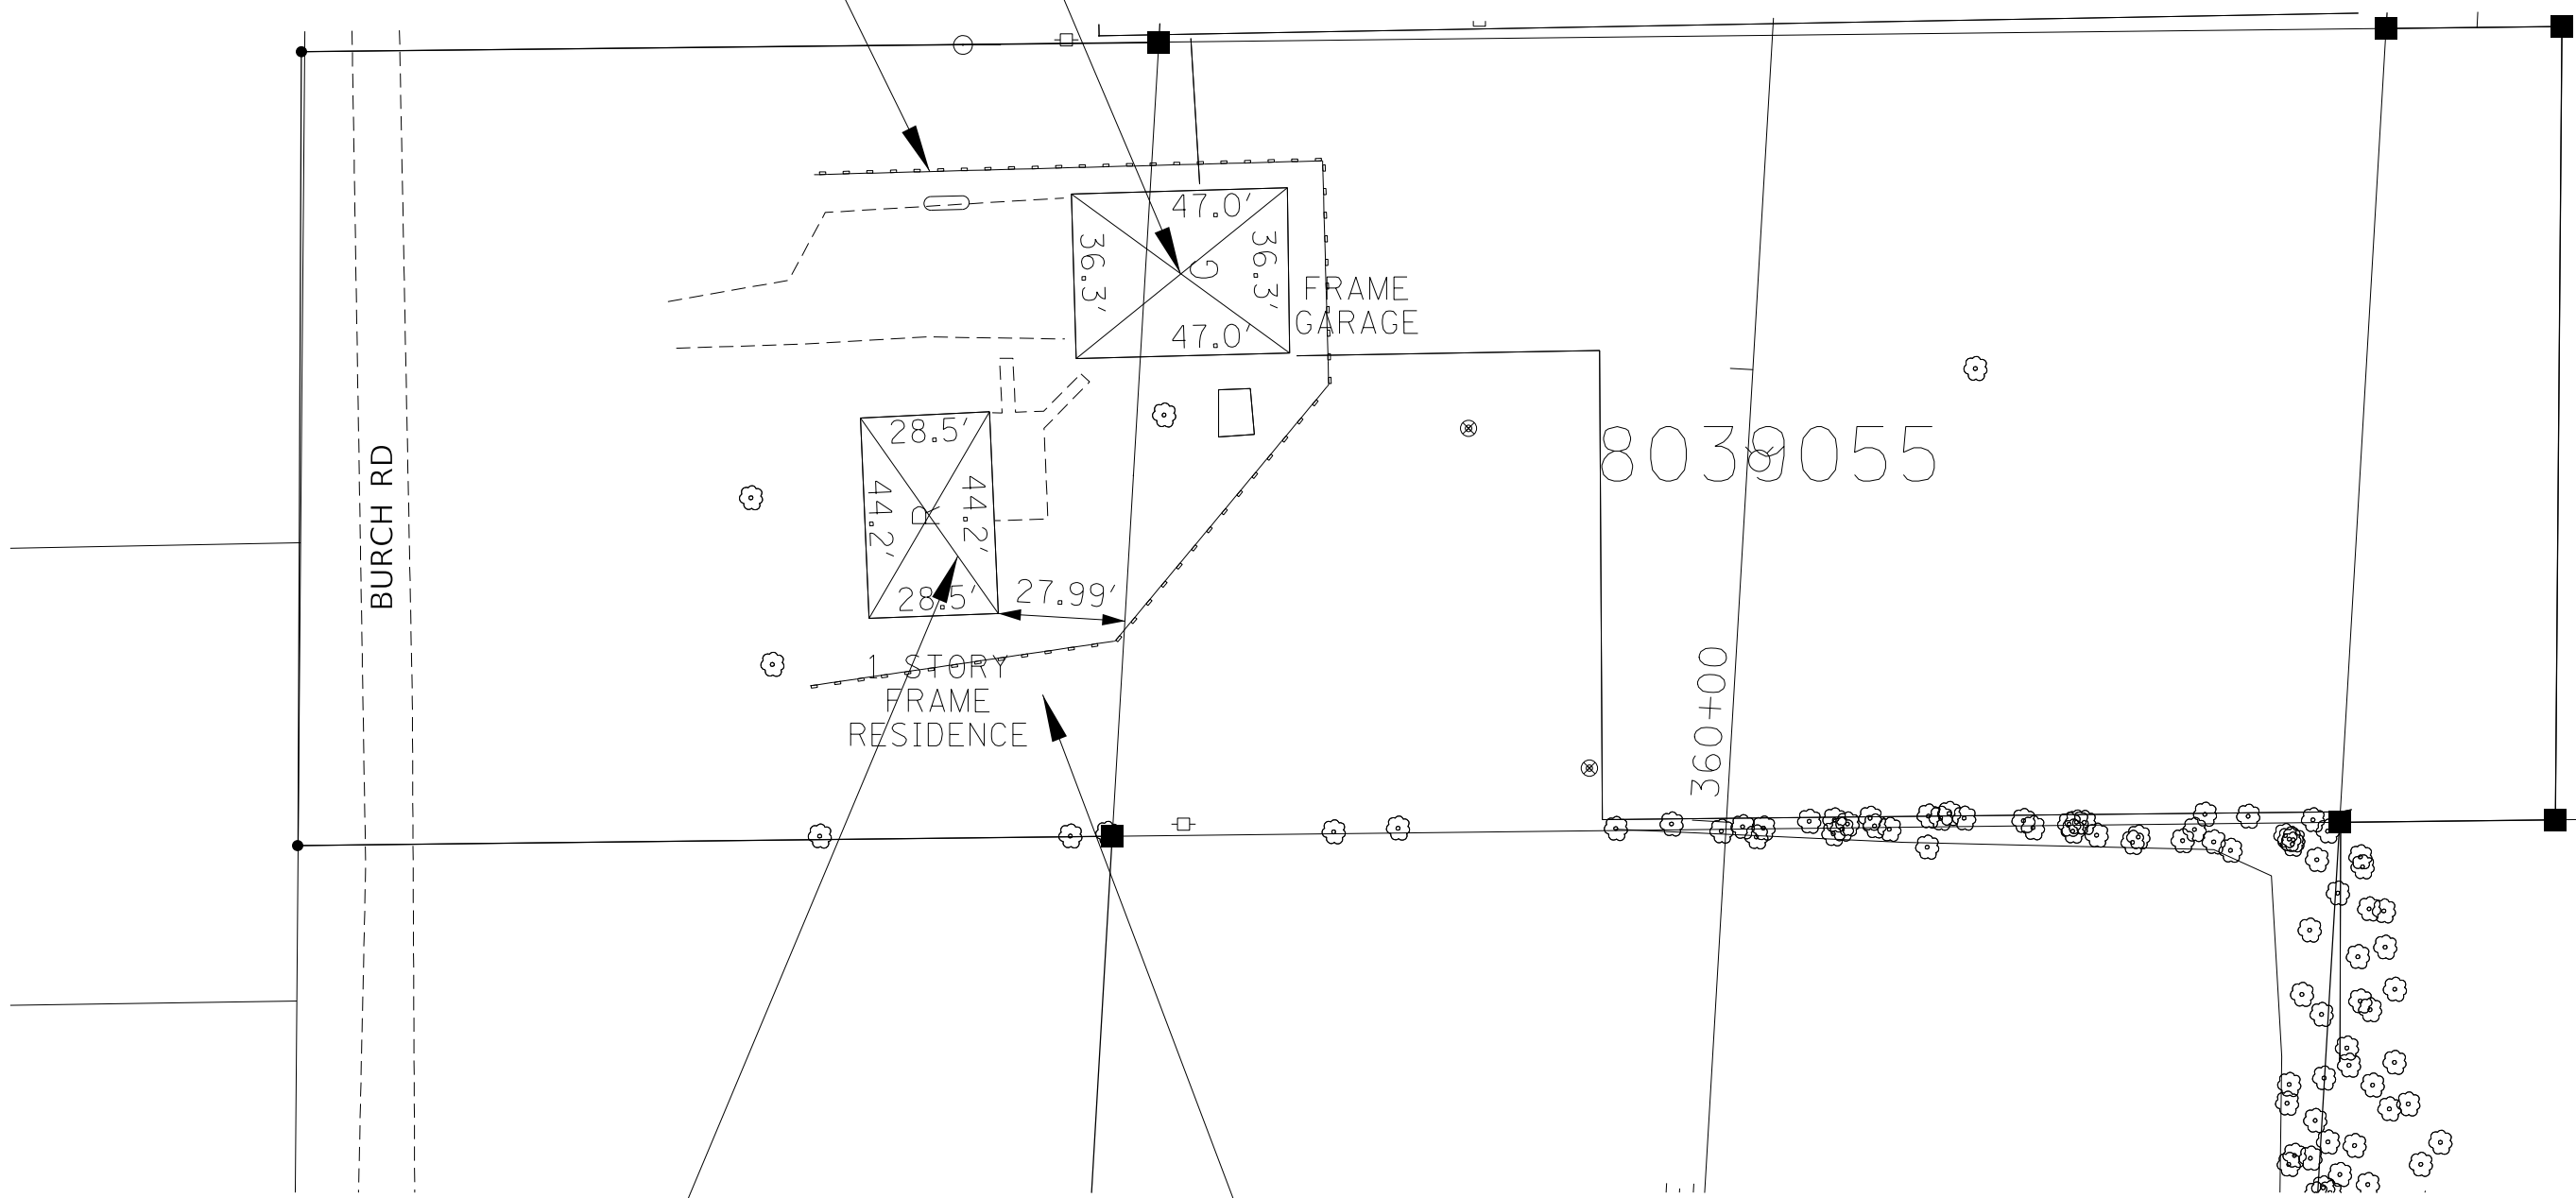 47.0'
36.3'
G
36.3'
47.0'
FRAME
GARAGE
28.5'
44.2'
R
44.2'
28.5'
27.99'
1 STORY
FRAME
RESIDENCE
BURCH RD
8039055
360+00